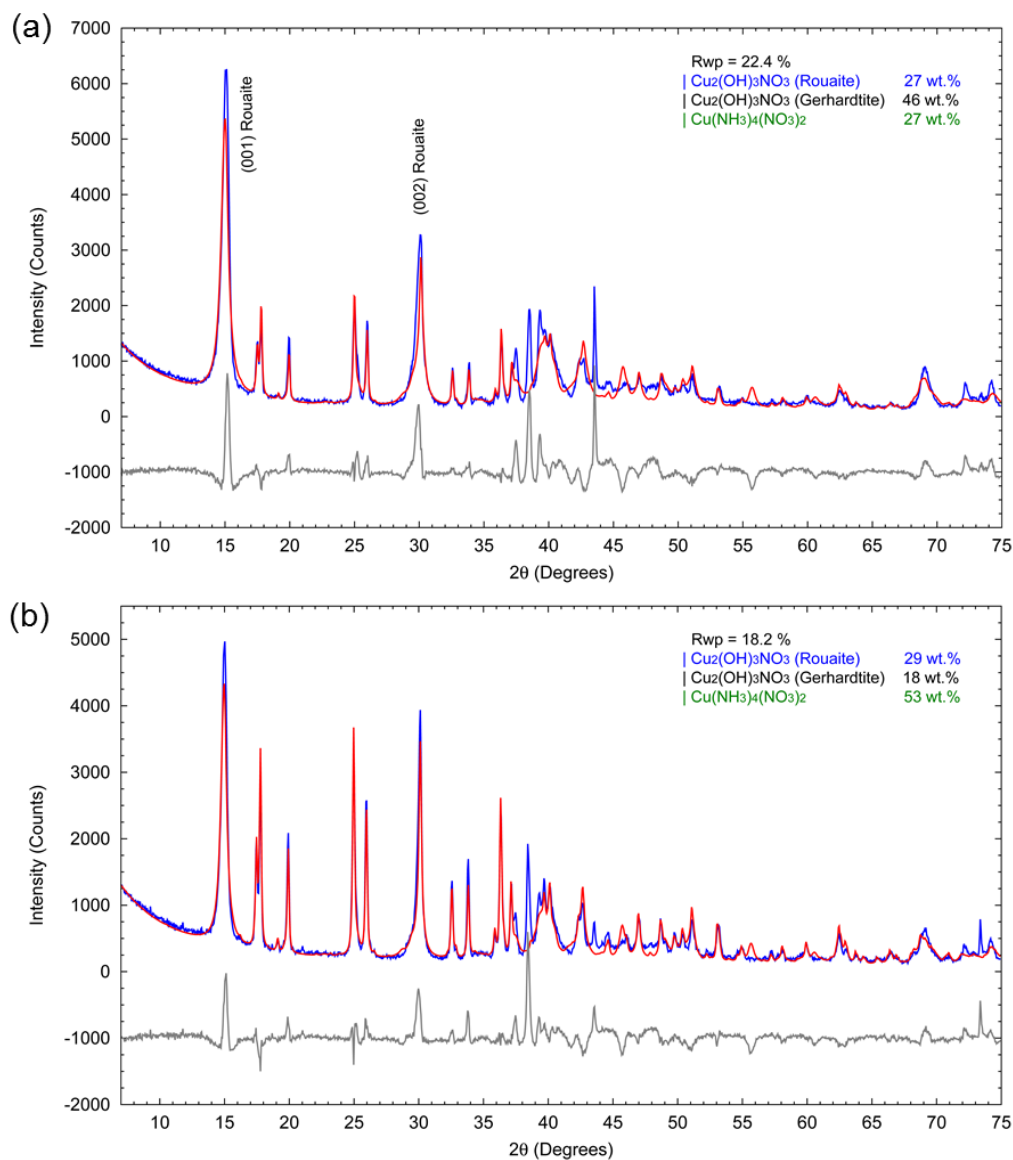 (a)
7000
6000
5000
4000
3000
2000
1000
0
-1000
-2000
Intensity (Counts)
(001) Rouaite
(002) Rouaite
Rwp = 22.4 %
| Cu2(OH)3NO3 (Rouaite) 27 wt.%
| Cu2(OH)3NO3 (Gerhardtite) 46 wt.%
| Cu(NH3)4(NO3)2 27 wt.%
10 15 20 25 30 35 40 45 50 55 60 65 70 75
2θ (Degrees)
(b)
5000
4000
3000
2000
1000
0
-1000
-2000
Intensity (Counts)
Rwp = 18.2 %
| Cu2(OH)3NO3 (Rouaite) 29 wt.%
| Cu2(OH)3NO3 (Gerhardtite) 18 wt.%
| Cu(NH3)4(NO3)2 53 wt.%
10 15 20 25 30 35 40 45 50 55 60 65 70 75
2θ (Degrees)